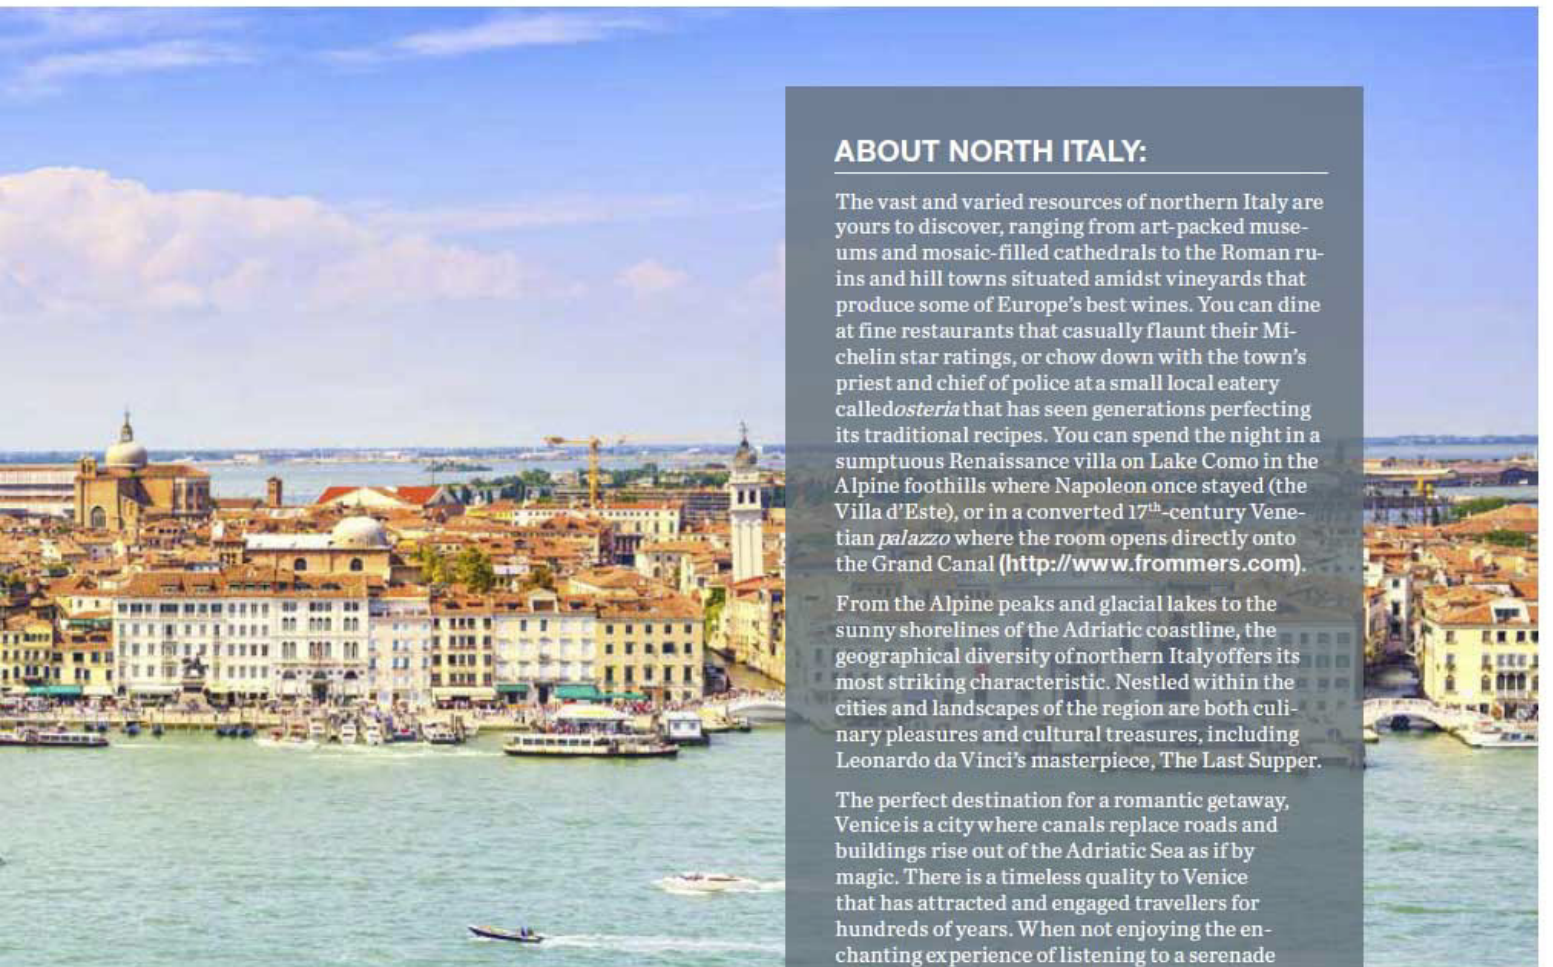 ABOUT NORTH ITALY:
The vast and varied resources of northern Italy are
yours to discover, ranging from art-packed muse-
ums and mosaic-filled cathedrals to the Roman ru-
ins and hill towns situated amidst vineyards that
produce some of Europe's best wines. You can dine
at fine restaurants that casually flaunt their Mi-
chelin star ratings, or chow down with the town's
priest and chief of police at a small local eatery
called osteria that has seen generations perfecting
its traditional recipes. You can spend the night in a
sumptuous Renaissance villa on Lake Como in the
Alpine foothills where Napoleon once stayed (the
Villa d'Este), or in a converted 17th-century Vene-
tian palazzo where the room opens directly onto
the Grand Canal (http://www.frommers.com).
From the Alpine peaks and glacial lakes to the
sunny shorelines of the Adriatic coastline, the
geographical diversity of northern Italy offers its
most striking characteristic. Nestled within the
cities and landscapes of the region are both culi-
nary pleasures and cultural treasures, including
Leonardo da Vinci's masterpiece, The Last Supper.
The perfect destination for a romantic getaway,
Venice is a city where canals replace roads and
buildings rise out of the Adriatic Sea as if by
magic. There is a timeless quality to Venice
that has attracted and engaged travellers for
hundreds of years. When not enjoying the en-
chanting experience of listening to a serenade